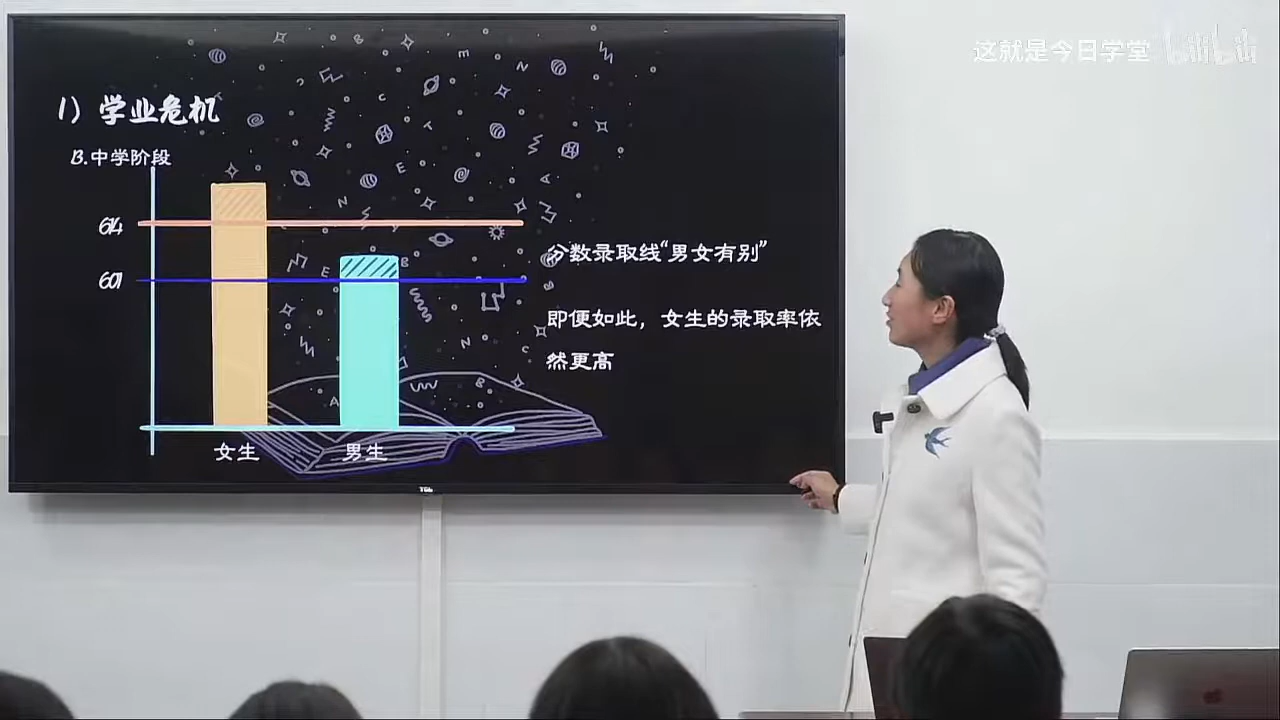 这就是今日学堂 bilibili
1）学业危机
B.中学阶段
614
601
分数录取线“男女有别”
即便如此，女生的录取率依
然更高
女生
男生